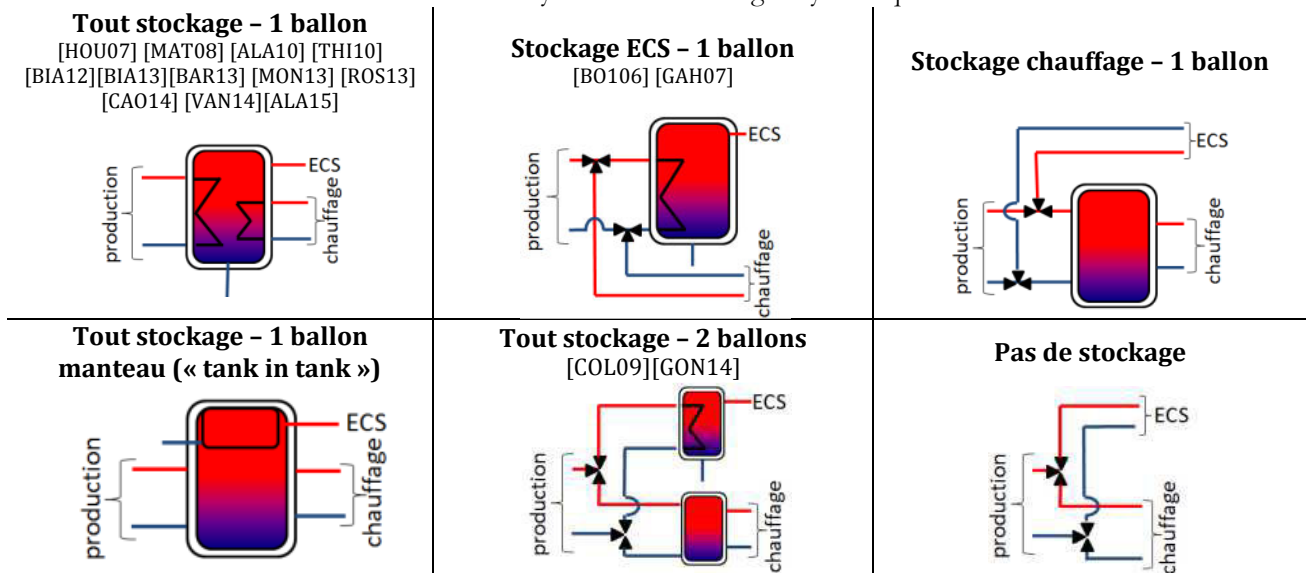 Tout stockage – 1 ballon
[HOU07] [MAT08] [ALA10] [THI10]
[BIA12][BIA13][BAR13] [MON13] [ROS13]
[CAO14] [VAN14][ALA15]
production
ECS
chauffage
Stockage ECS – 1 ballon
[BO106] [GAH07]
production
ECS
chauffage
Stockage chauffage – 1 ballon
production
ECS
chauffage
Tout stockage – 1 ballon
manteau (« tank in tank »)
production
ECS
chauffage
Tout stockage – 2 ballons
[COL09][GON14]
production
ECS
chauffage
Pas de stockage
production
ECS
chauffage